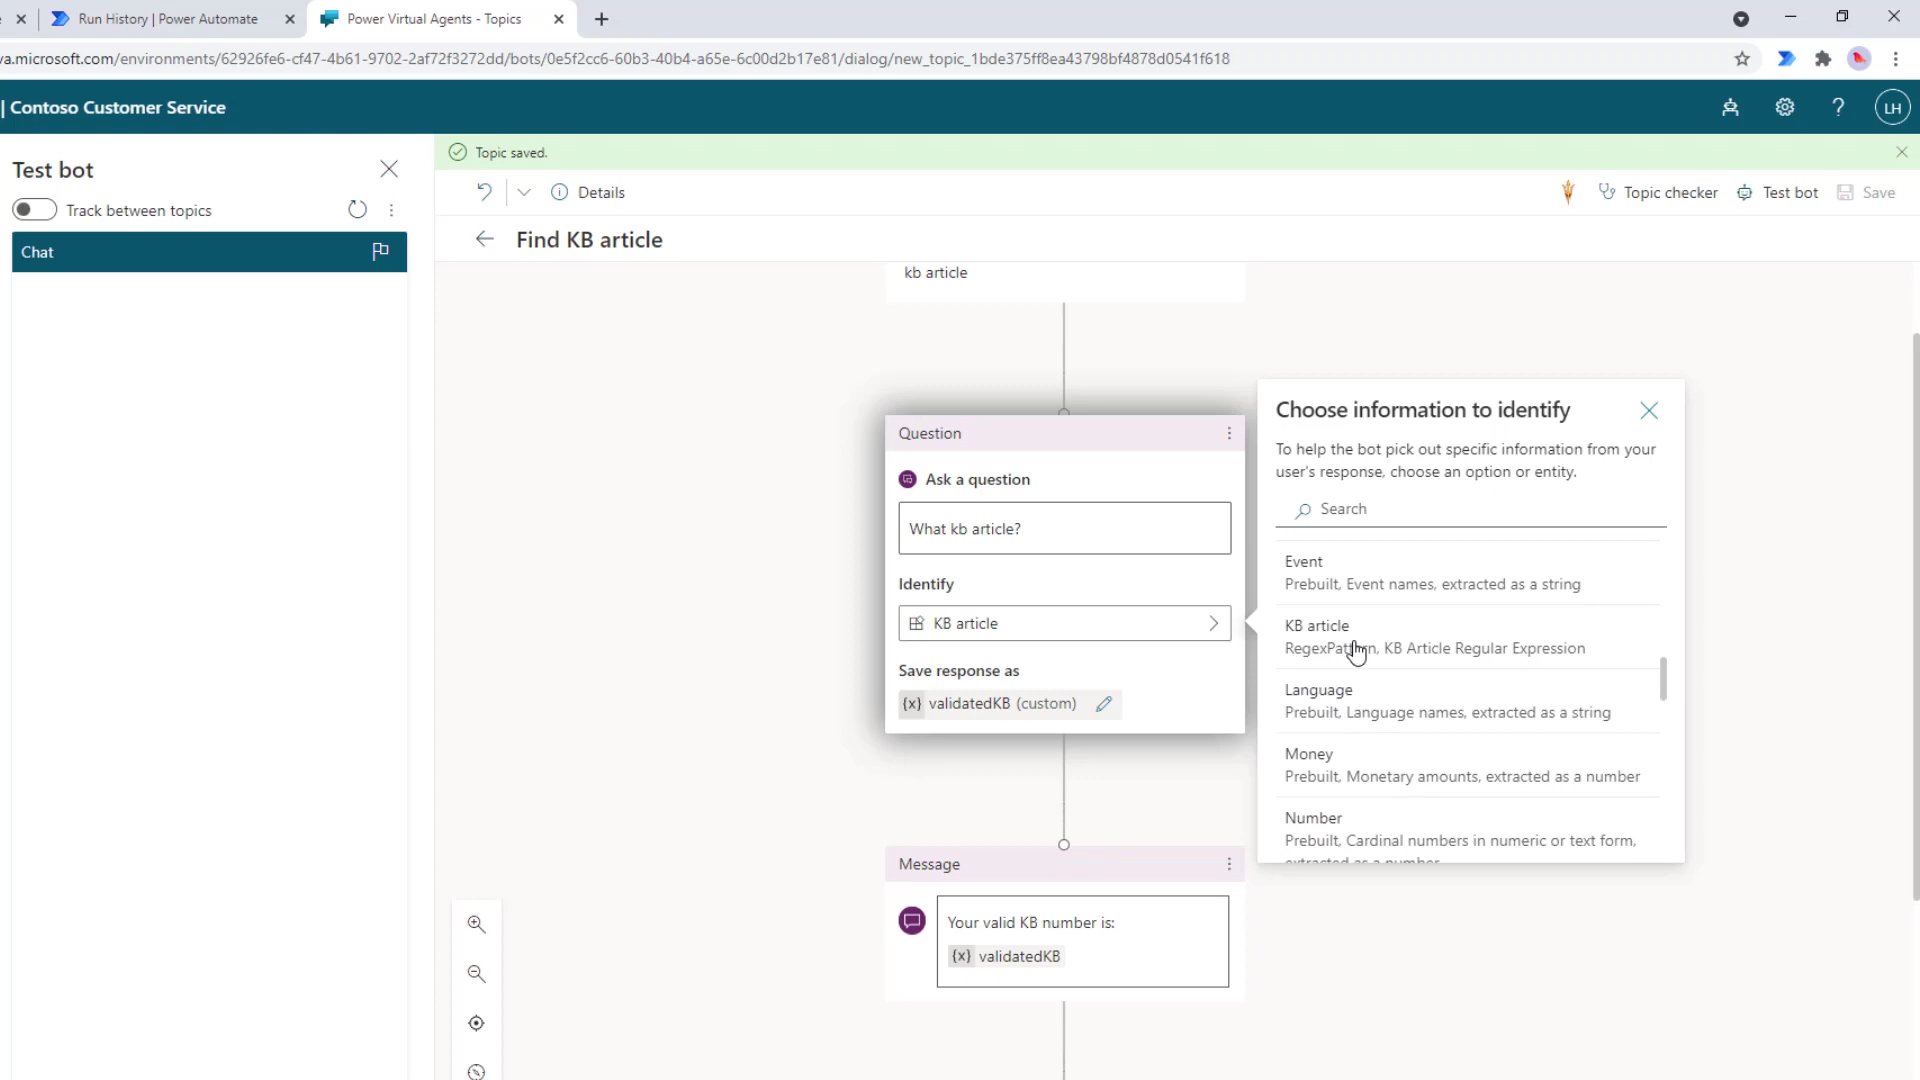 Run History | Power Automate
Power Virtual Agents - Topics
va.microsoft.com/environments/62926fe6-cf47-4b61-9702-2af72f3272dd/bots/0e5f2cc6-60b3-40b4-a65e-6c00d2b17e81/dialog/new_topic_1bde375ff8ea43798bf4878d0541f618
| Contoso Customer Service
LH
Test bot
Track between topics
Chat
Topic saved.
Details
Topic checker
Test bot
Save
Find KB article
kb article
Question
Ask a question
What kb article?
Identify
KB article
Save response as
{x} validatedKB (custom)
Message
Your valid KB number is:
{x} validatedKB
Choose information to identify
To help the bot pick out specific information from your
user's response, choose an option or entity.
Search
Event
Prebuilt, Event names, extracted as a string
KB article
RegexPattern, KB Article Regular Expression
Language
Prebuilt, Language names, extracted as a string
Money
Prebuilt, Monetary amounts, extracted as a number
Number
Prebuilt, Cardinal numbers in numeric or text form,
extracted as a number